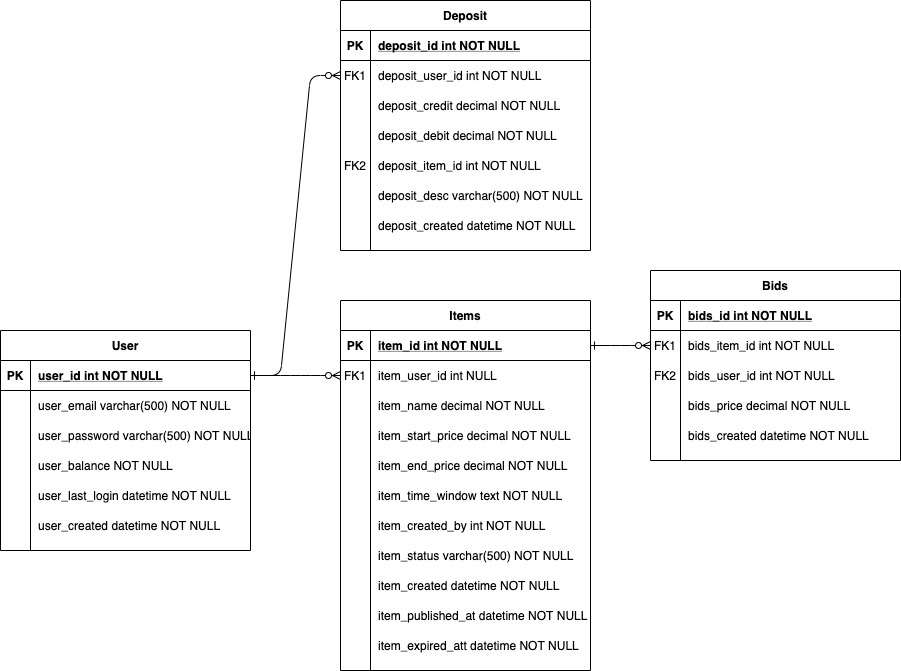 Deposit
PK deposit_id int NOT NULL
FK1 deposit_user_id int NOT NULL
deposit_credit decimal NOT NULL
deposit_debit decimal NOT NULL
FK2 deposit_item_id int NOT NULL
deposit_desc varchar(500) NOT NULL
deposit_created datetime NOT NULL
User
PK user_id int NOT NULL
user_email varchar(500) NOT NULL
user_password varchar(500) NOT NULL
user_balance NOT NULL
user_last_login datetime NOT NULL
user_created datetime NOT NULL
Items
PK item_id int NOT NULL
FK1 item_user_id int NULL
item_name decimal NOT NULL
item_start_price decimal NOT NULL
item_end_price decimal NOT NULL
item_time_window text NOT NULL
item_created_by int NOT NULL
item_status varchar(500) NOT NULL
item_created datetime NOT NULL
item_published_at datetime NOT NULL
item_expired_att datetime NOT NULL
Bids
PK bids_id int NOT NULL
FK1 bids_item_id int NOT NULL
FK2 bids_user_id int NOT NULL
bids_price decimal NOT NULL
bids_created datetime NOT NULL